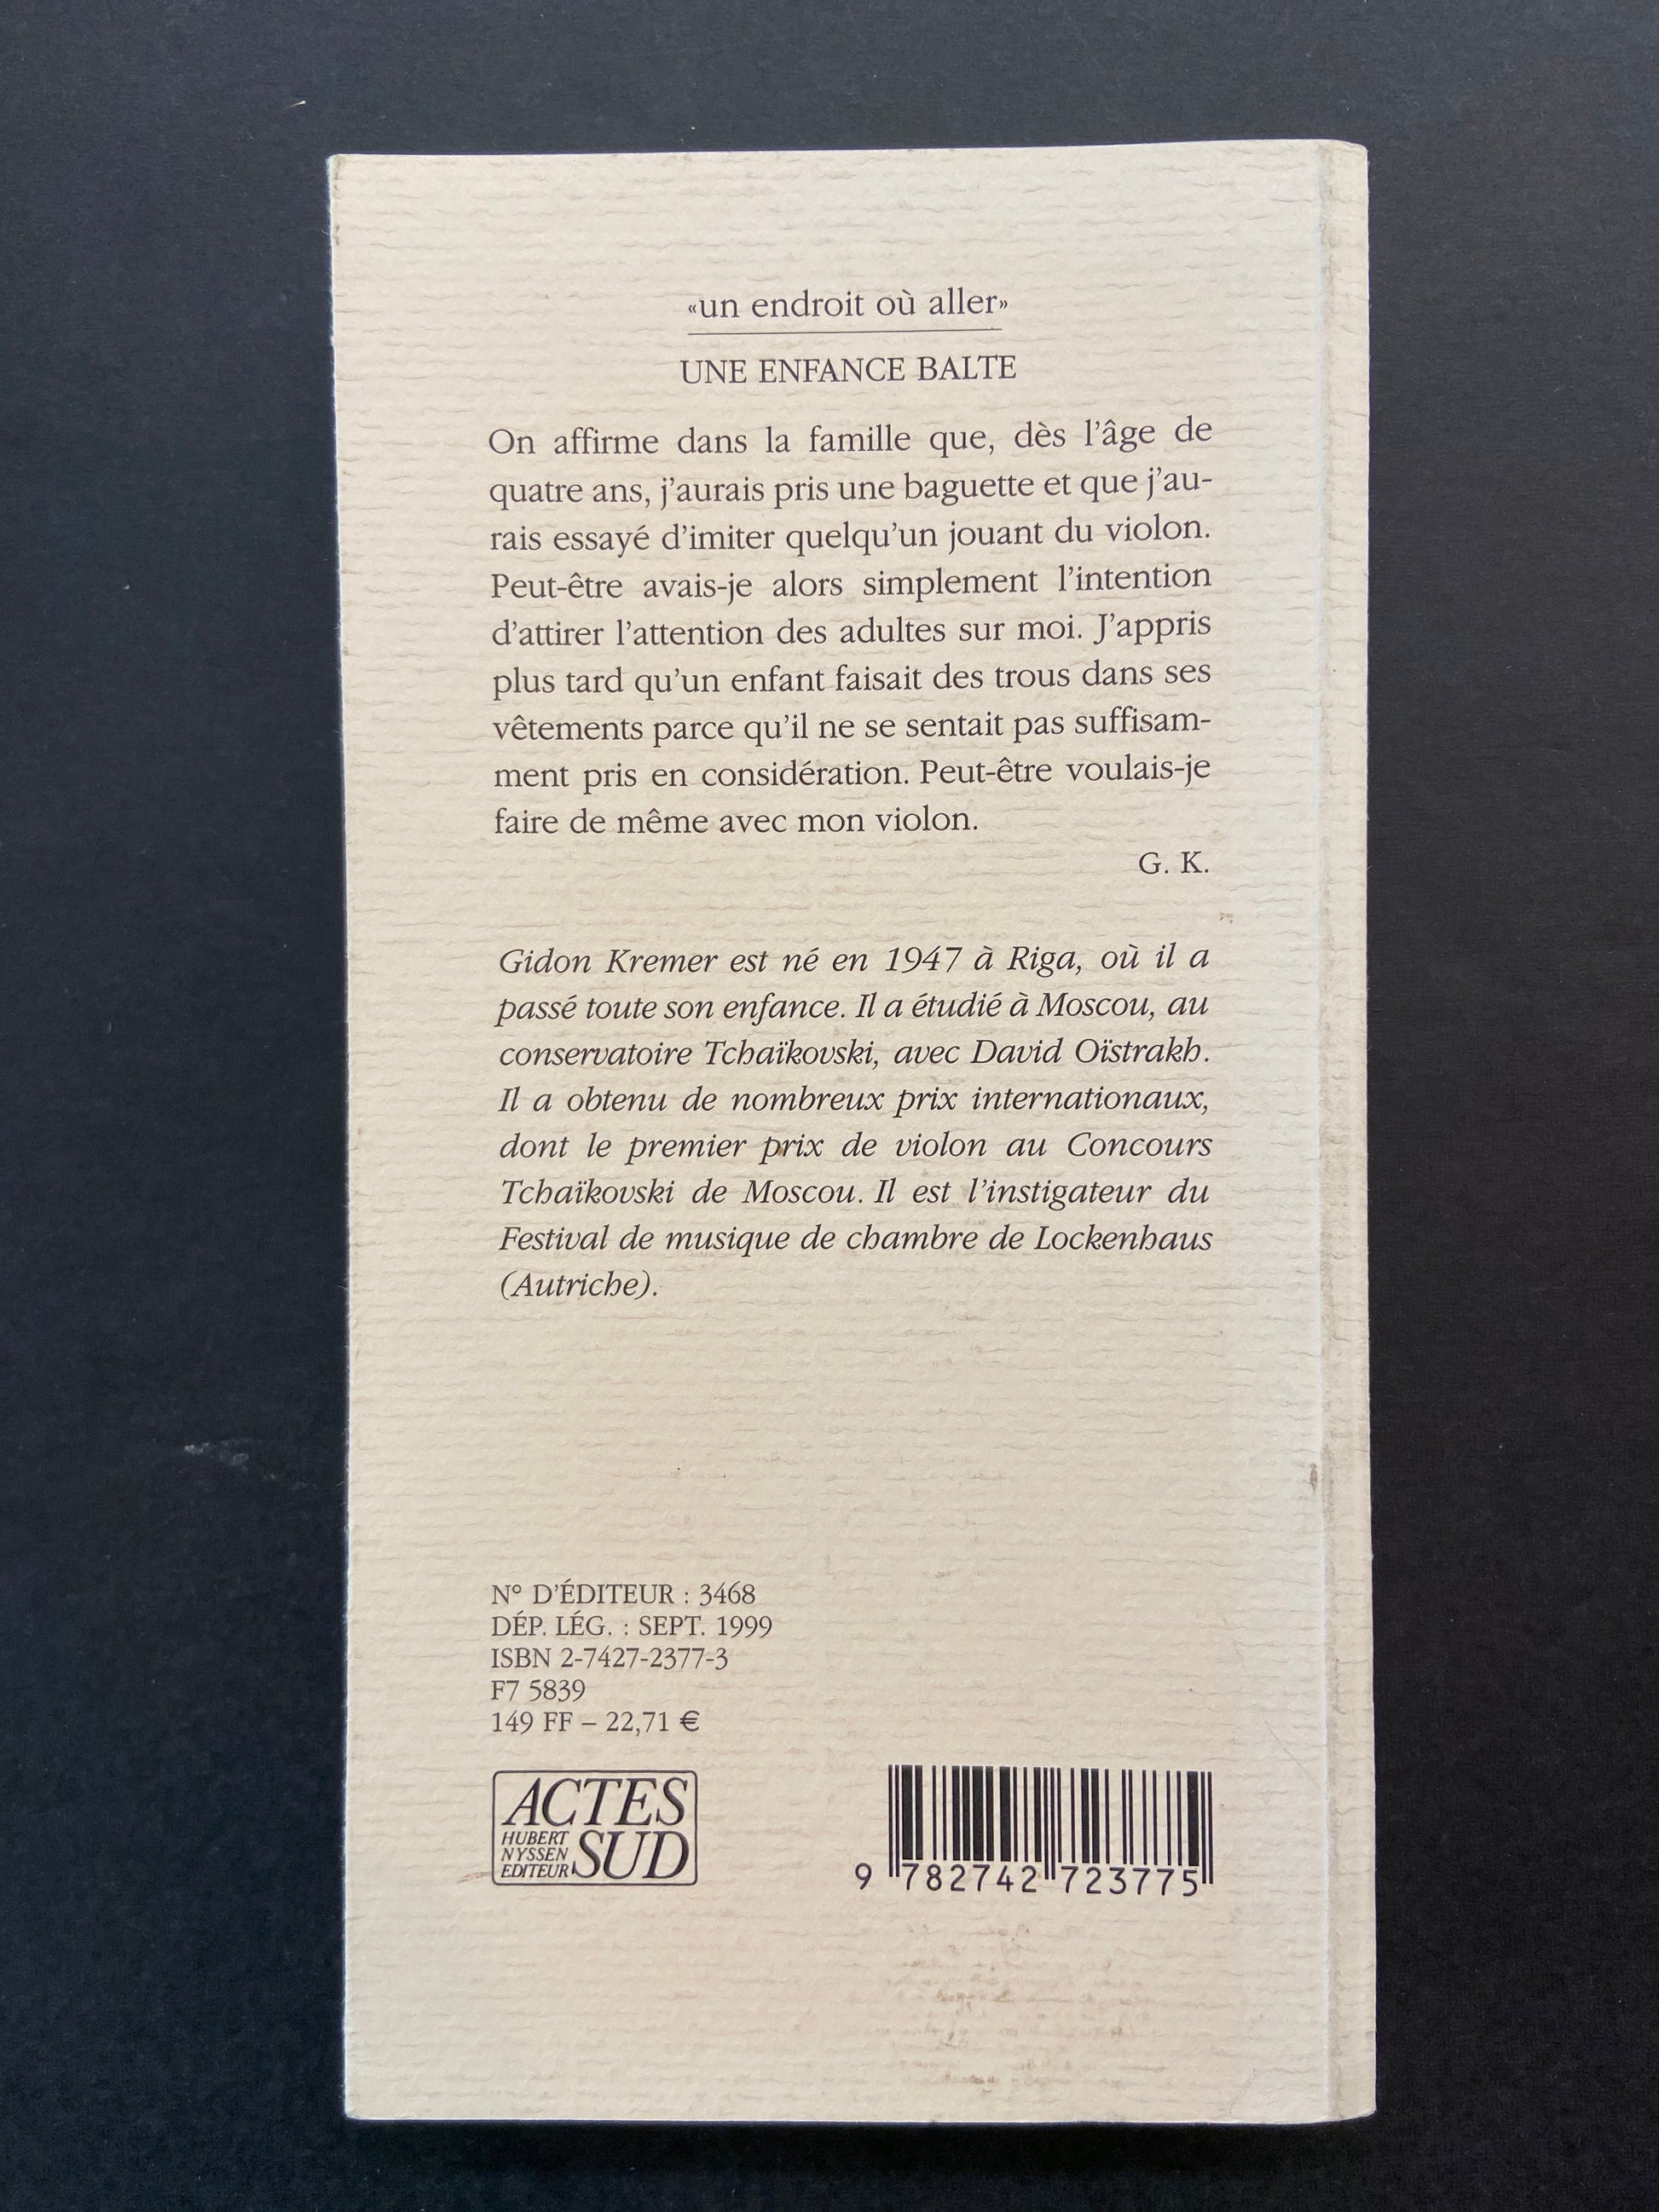 «un endroit où aller»
UNE ENFANCE BALTE
On affirme dans la famille que, dès l'âge de
quatre ans, j'aurais pris une baguette et que j'au-
rais essayé d'imiter quelqu'un jouant du violon.
Peut-être avais-je alors simplement l'intention
d'attirer l'attention des adultes sur moi. J'appris
plus tard qu'un enfant faisait des trous dans ses
vêtements parce qu'il ne se sentait pas suffisam-
ment pris en considération. Peut-être voulais-je
faire de même avec mon violon.
G. K.
Gidon Kremer est né en 1947 à Riga, où il a
passé toute son enfance. Il a étudié à Moscou, au
conservatoire Tchaïkovski, avec David Oïstrakh.
Il a obtenu de nombreux prix internationaux,
dont le premier prix de violon au Concours
Tchaïkovski de Moscou. Il est l'instigateur du
Festival de musique de chambre de Lockenhaus
(Autriche).
N° D'ÉDITEUR : 3468
DÉP. LÉG. : SEPT. 1999
ISBN 2-7427-2377-3
F7 5839
149 FF – 22,71 €
ACTES
HUBERT
NYSSEN
EDITEUR
SUD
9 782742 723775